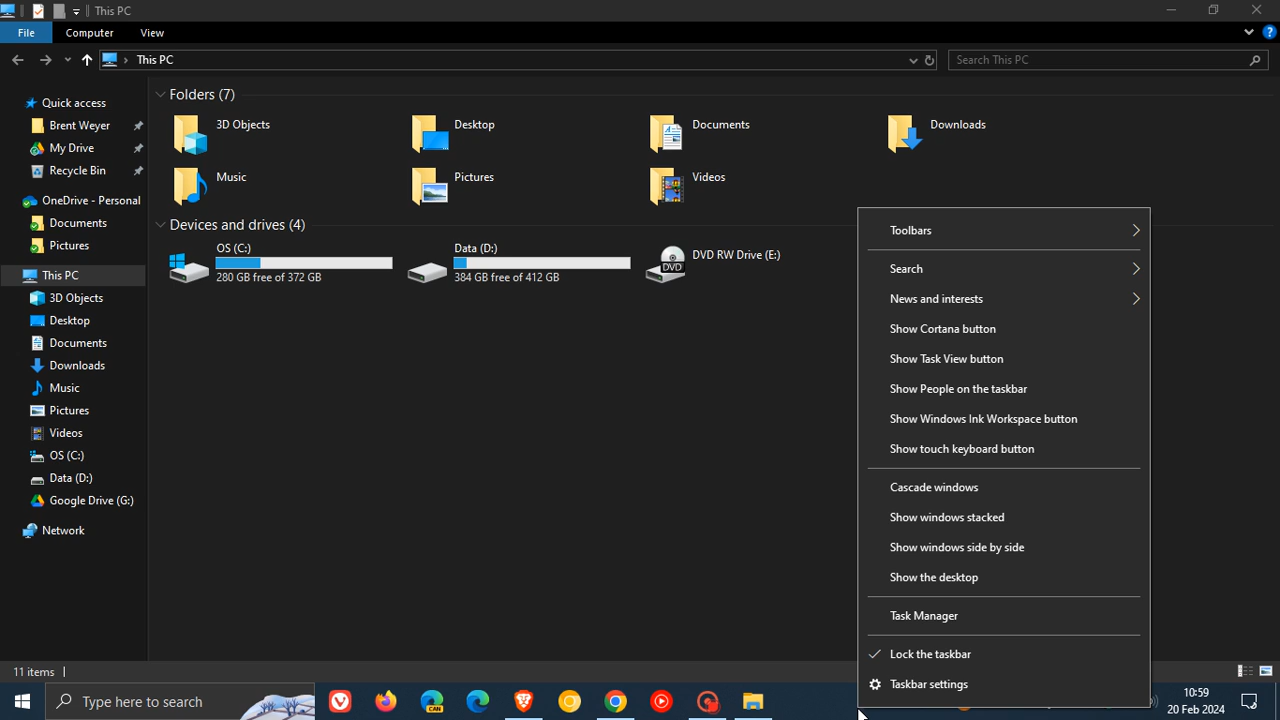 This PC
File
Computer
View
This PC
Search This PC
Quick access
Brent Weyer
My Drive
Recycle Bin
OneDrive - Personal
Documents
Pictures
This PC
3D Objects
Desktop
Documents
Downloads
Music
Pictures
Videos
OS (C:)
Data (D:)
Google Drive (G:)
Network
Folders (7)
3D Objects
Desktop
Documents
Downloads
Music
Pictures
Videos
Devices and drives (4)
OS (C:)
280 GB free of 372 GB
Data (D:)
384 GB free of 412 GB
DVD
DVD RW Drive (E:)
Toolbars
Search
News and interests
Show Cortana button
Show Task View button
Show People on the taskbar
Show Windows Ink Workspace button
Show touch keyboard button
Cascade windows
Show windows stacked
Show windows side by side
Show the desktop
Task Manager
Lock the taskbar
Taskbar settings
11 items
Type here to search
CAN
10:59
20 Feb 2024